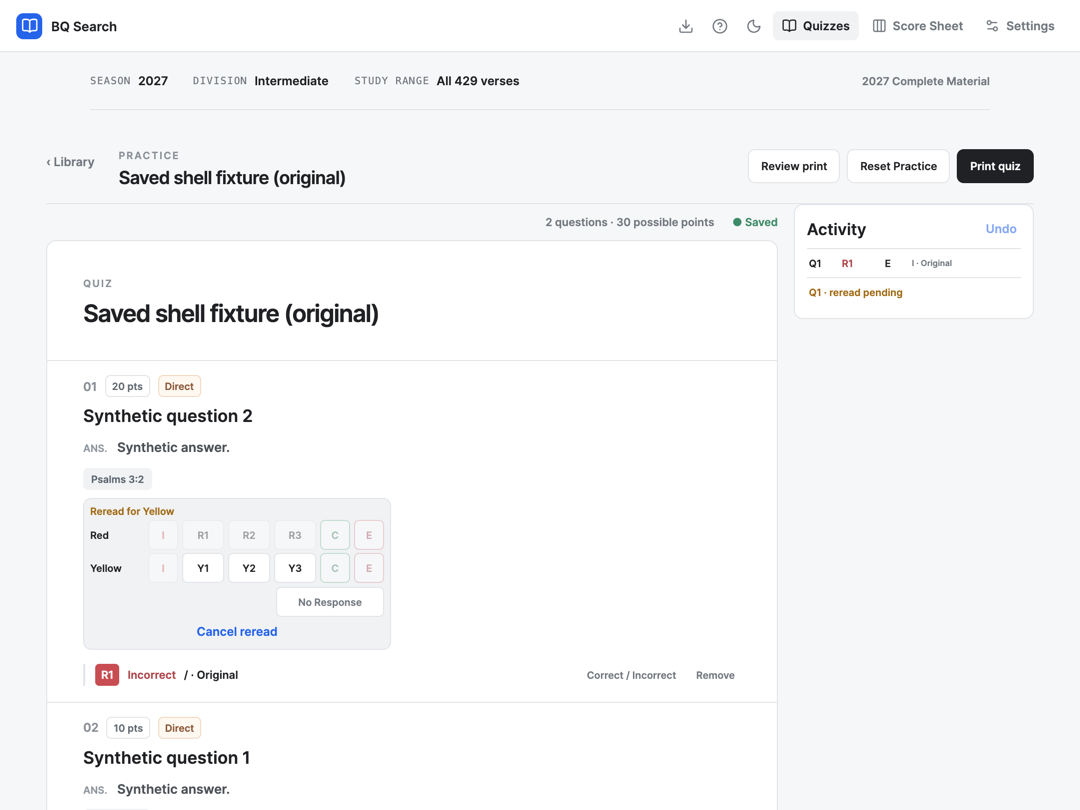 BQ Search
Quizzes
Score Sheet
Settings
SEASON 2027 DIVISION Intermediate STUDY RANGE All 429 verses
2027 Complete Material
‹ Library
PRACTICE
Saved shell fixture (original)
Review print
Reset Practice
Print quiz
2 questions · 30 possible points
Saved
Activity
Undo
Q1 R1 E I · Original
Q1 · reread pending
QUIZ
Saved shell fixture (original)
01 20 pts Direct
Synthetic question 2
ANS. Synthetic answer.
Psalms 3:2
Reread for Yellow
Red I R1 R2 R3 C E
Yellow I Y1 Y2 Y3 C E
No Response
Cancel reread
R1 Incorrect / · Original
Correct / Incorrect
Remove
02 10 pts Direct
Synthetic question 1
ANS. Synthetic answer.